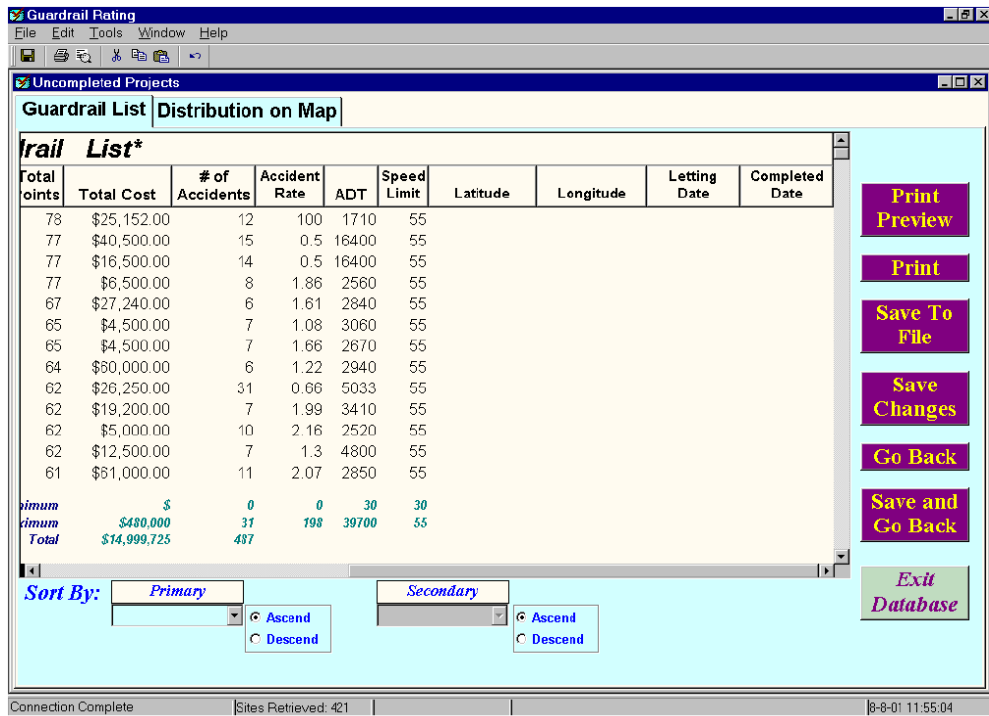 Guardrail Rating
File Edit Tools Window Help
Uncompleted Projects
Guardrail List Distribution on Map
lrail List*
Total Points Total Cost # of Accidents Accident Rate ADT Speed Limit Latitude Longitude Letting Date Completed Date
78 $25,152.00 12 100 1710 55
77 $40,500.00 15 0.5 16400 55
77 $16,500.00 14 0.5 16400 55
77 $6,500.00 8 1.86 2560 55
67 $27,240.00 6 1.61 2840 55
65 $4,500.00 7 1.08 3060 55
65 $4,500.00 7 1.66 2670 55
64 $60,000.00 6 1.22 2940 55
62 $26,250.00 31 0.66 5033 55
62 $19,200.00 7 1.99 3410 55
62 $5,000.00 10 2.16 2520 55
62 $12,500.00 7 1.3 4800 55
61 $61,000.00 11 2.07 2850 55
nimum $ 0 0 30 30
ximum $480,000 31 198 39700 55
Total $14,999,725 487
Print
Preview
Print
Save To
File
Save
Changes
Go Back
Save and
Go Back
Exit
Database
Sort By: Primary Secondary
Ascend Ascend
Descend Descend
Connection Complete Sites Retrieved: 421 8-8-01 11:55:04